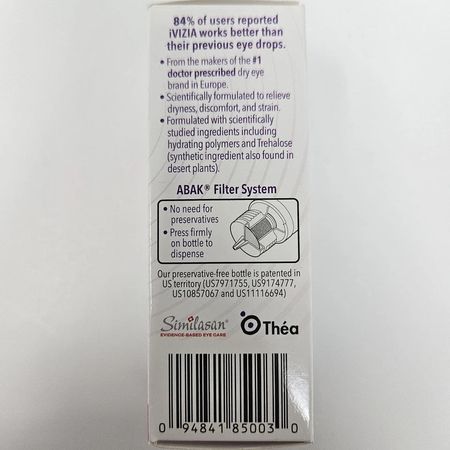 84% of users reported
iVIZIA works better than
their previous eye drops.
• From the makers of the #1
doctor prescribed dry eye
brand in Europe.
• Scientifically formulated to relieve
dryness, discomfort, and strain.
• Formulated with scientifically
studied ingredients including
hydrating polymers and Trehalose
(synthetic ingredient also found in
desert plants).
ABAK® Filter System
• No need for
preservatives
• Press firmly
on bottle to
dispense
Our preservative-free bottle is patented in
US territory (US7971755, US9174777,
US10857067 and US11116694)
Similasan®
EVIDENCE-BASED EYE CARE
Théa
0 94841 85003 0